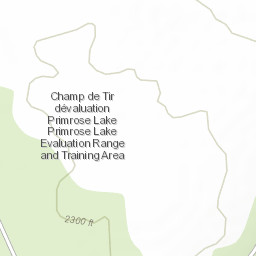 Champ de Tir
dévaluation
Primrose Lake
Primrose Lake
Evaluation Range
and Training Area
2300 ft